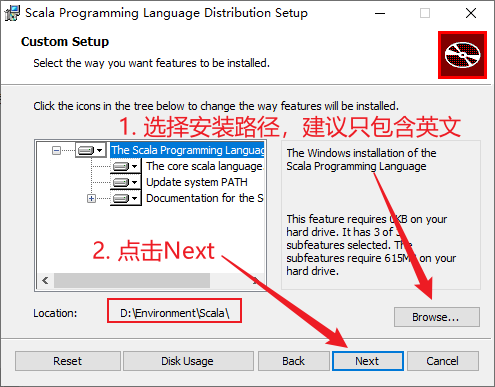 Scala Programming Language Distribution Setup
Custom Setup
Select the way you want features to be installed.
Click the icons in the tree below to change the way features will be installed.
1. 选择安装路径，建议只包含英文
The Scala Programming Languag
The core scala language
Update system PATH
Documentation for the S
The Windows installation of the
Scala Programming Language
This feature requires 0KB on your
hard drive. It has 3 of 3
subfeatures selected. The
subfeatures require 615MB on your
hard drive.
2. 点击Next
Location:
D:\Environment\Scala\
Browse...
Reset
Disk Usage
Back
Next
Cancel